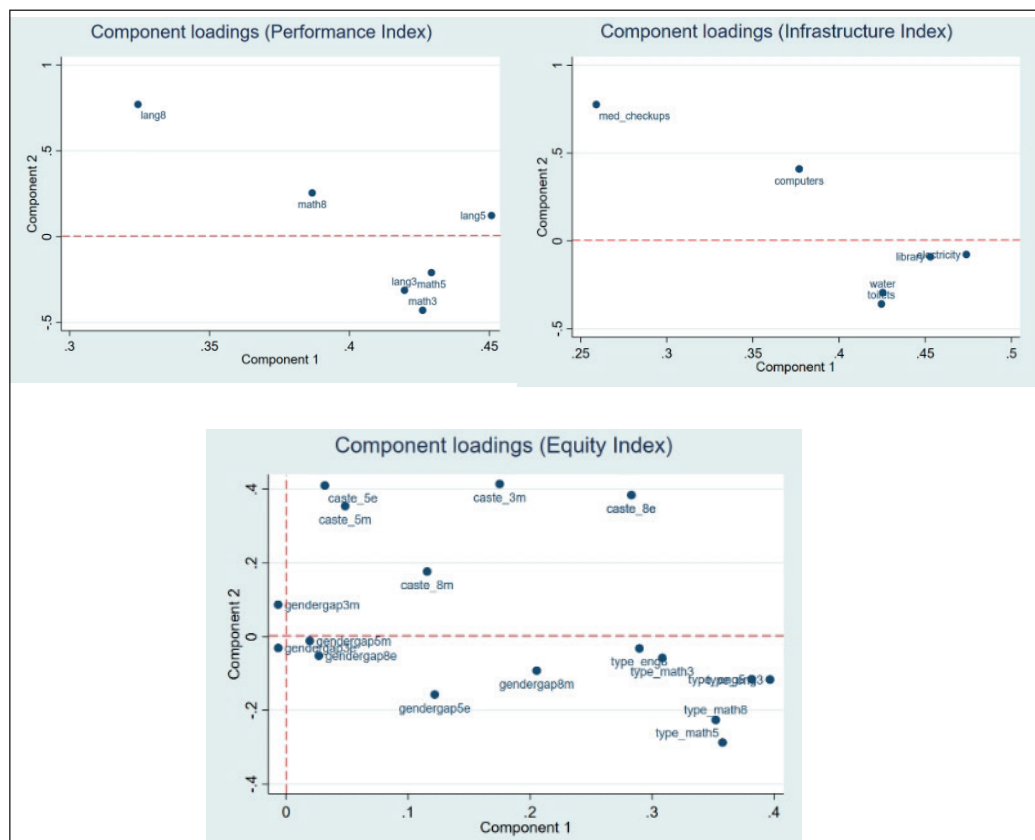 Component loadings (Performance Index)
1
.5
0
-.5
Component 2
lang8
math8
lang5
lang3
math5
math3
.3
.35
.4
.45
Component 1
Component loadings (Infrastructure Index)
1
.5
0
-.5
Component 2
med_checkups
computers
library
electricity
water
toilets
.25
.3
.35
.4
.45
.5
Component 1
Component loadings (Equity Index)
.4
.2
0
-.2
-.4
Component 2
caste_5e
caste_5m
caste_3m
caste_8e
caste_8m
gendergap3m
gendergap5m
gendergap3e
gendergap8e
gendergap5e
gendergap8m
type_eng8
type_math3
type_eng5
type_eng3
type_math8
type_math5
0
.1
.2
.3
.4
Component 1